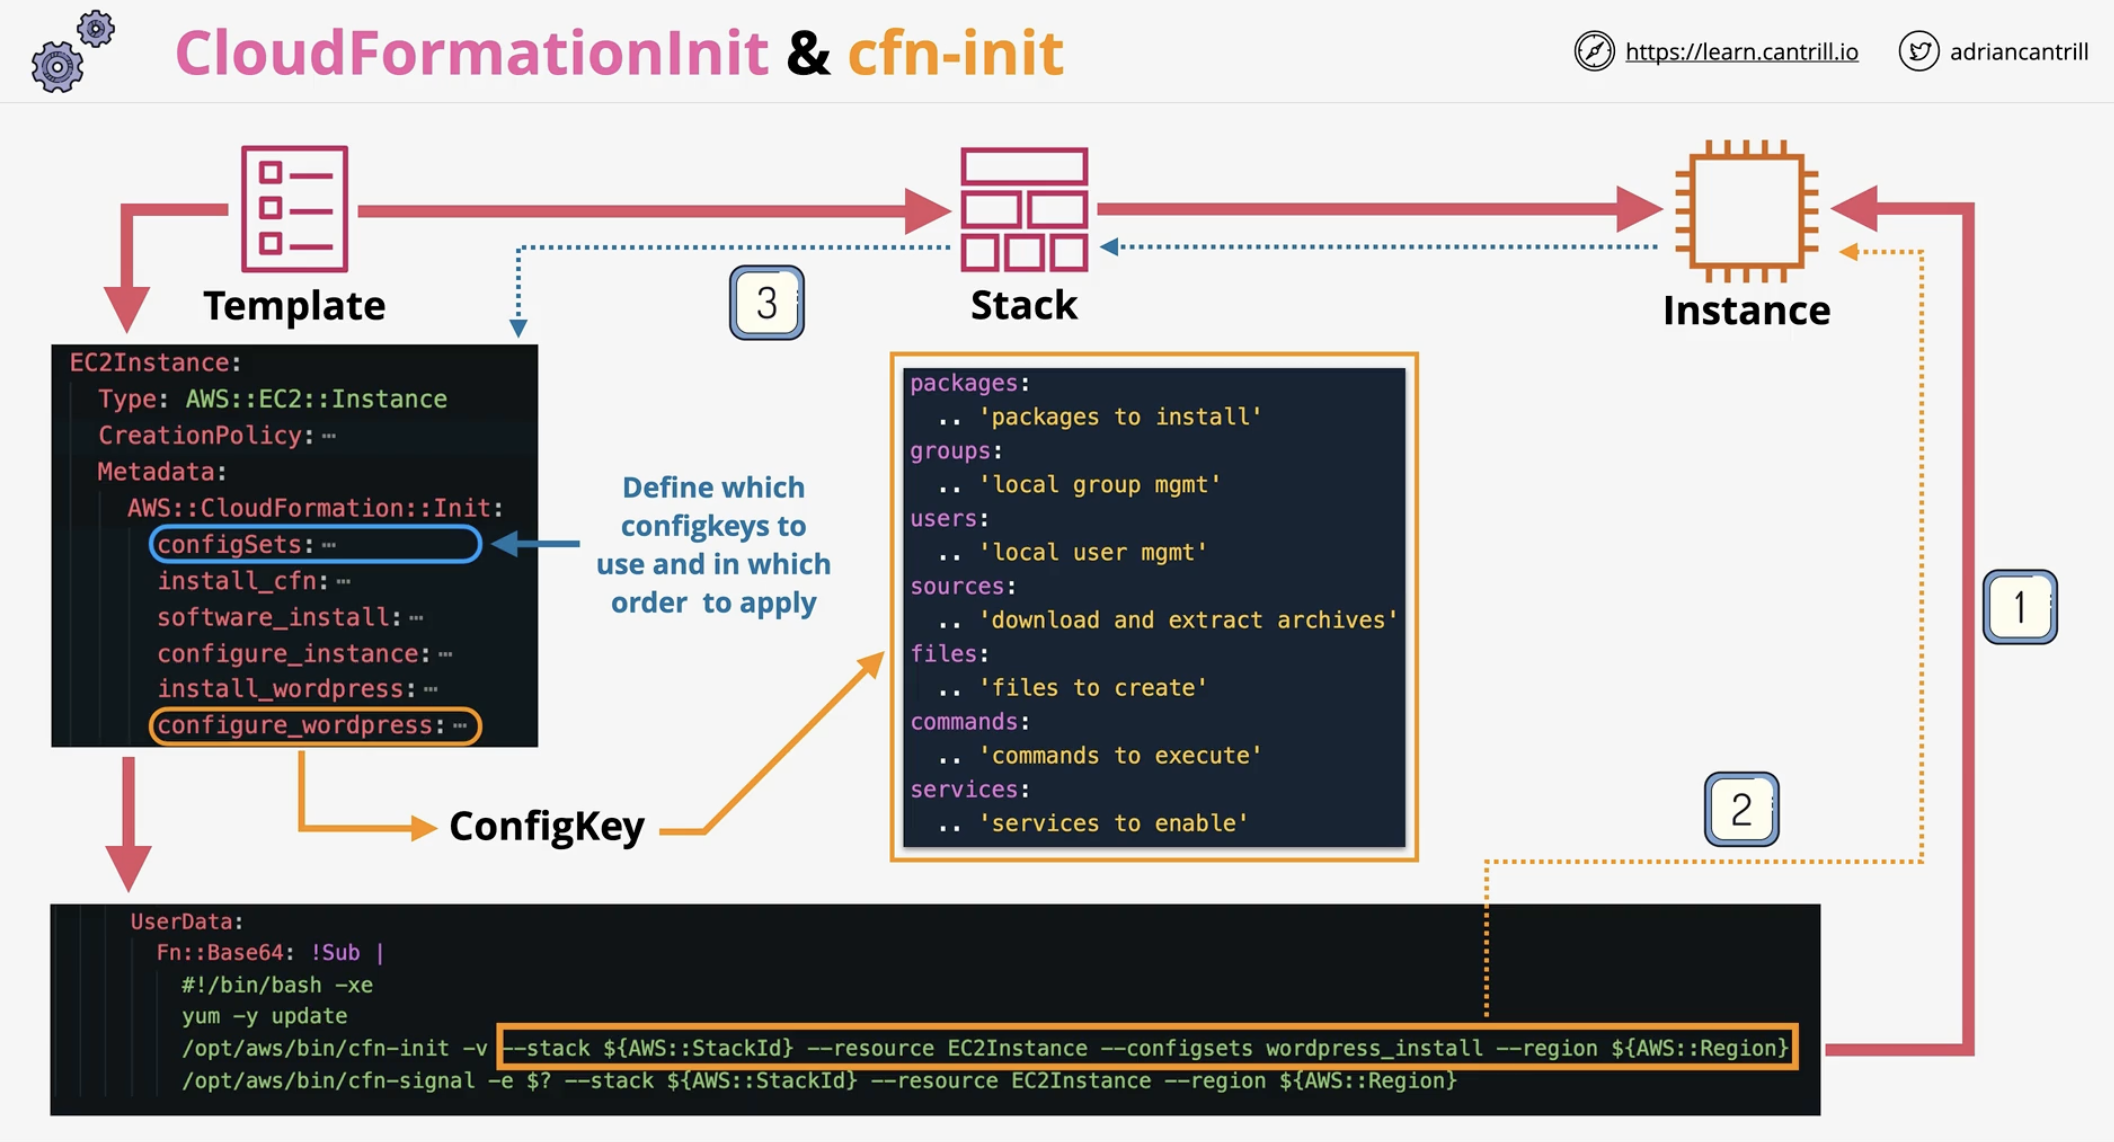 CloudFormationInit & cfn-init
https://learn.cantrill.io
adriancantrill
Template
Stack
Instance
3
EC2Instance:
Type: AWS::EC2::Instance
CreationPolicy: ⋯
Metadata:
AWS::CloudFormation::Init:
configSets: ⋯
install_cfn: ⋯
software_install: ⋯
configure_instance: ⋯
install_wordpress: ⋯
configure_wordpress: ⋯
Define which
configkeys to
use and in which
order to apply
packages:
.. 'packages to install'
groups:
.. 'local group mgmt'
users:
.. 'local user mgmt'
sources:
.. 'download and extract archives'
files:
.. 'files to create'
commands:
.. 'commands to execute'
services:
.. 'services to enable'
1
2
ConfigKey
UserData:
Fn::Base64: !Sub |
#!/bin/bash -xe
yum -y update
/opt/aws/bin/cfn-init -v --stack ${AWS::StackId} --resource EC2Instance --configsets wordpress_install --region ${AWS::Region}
/opt/aws/bin/cfn-signal -e $? --stack ${AWS::StackId} --resource EC2Instance --region ${AWS::Region}